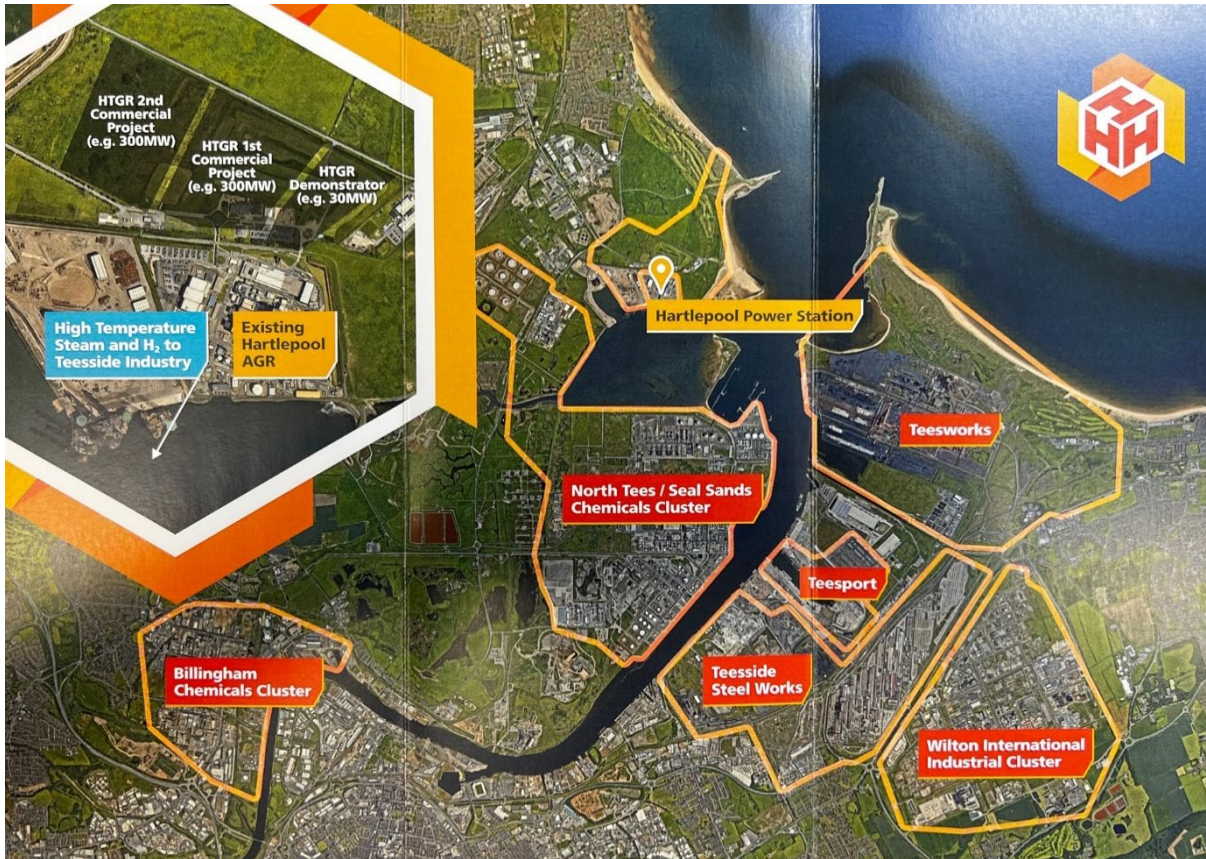 HTGR 2nd
Commercial
Project
(e.g. 300MW)
HTGR 1st
Commercial
Project
(e.g. 300MW)
HTGR
Demonstrator
(e.g. 30MW)
High Temperature
Steam and H₂ to
Teesside Industry
Existing
Hartlepool
AGR
HHH
Hartlepool Power Station
Teesworks
North Tees / Seal Sands
Chemicals Cluster
Teesport
Billingham
Chemicals Cluster
Teesside
Steel Works
Wilton International
Industrial Cluster